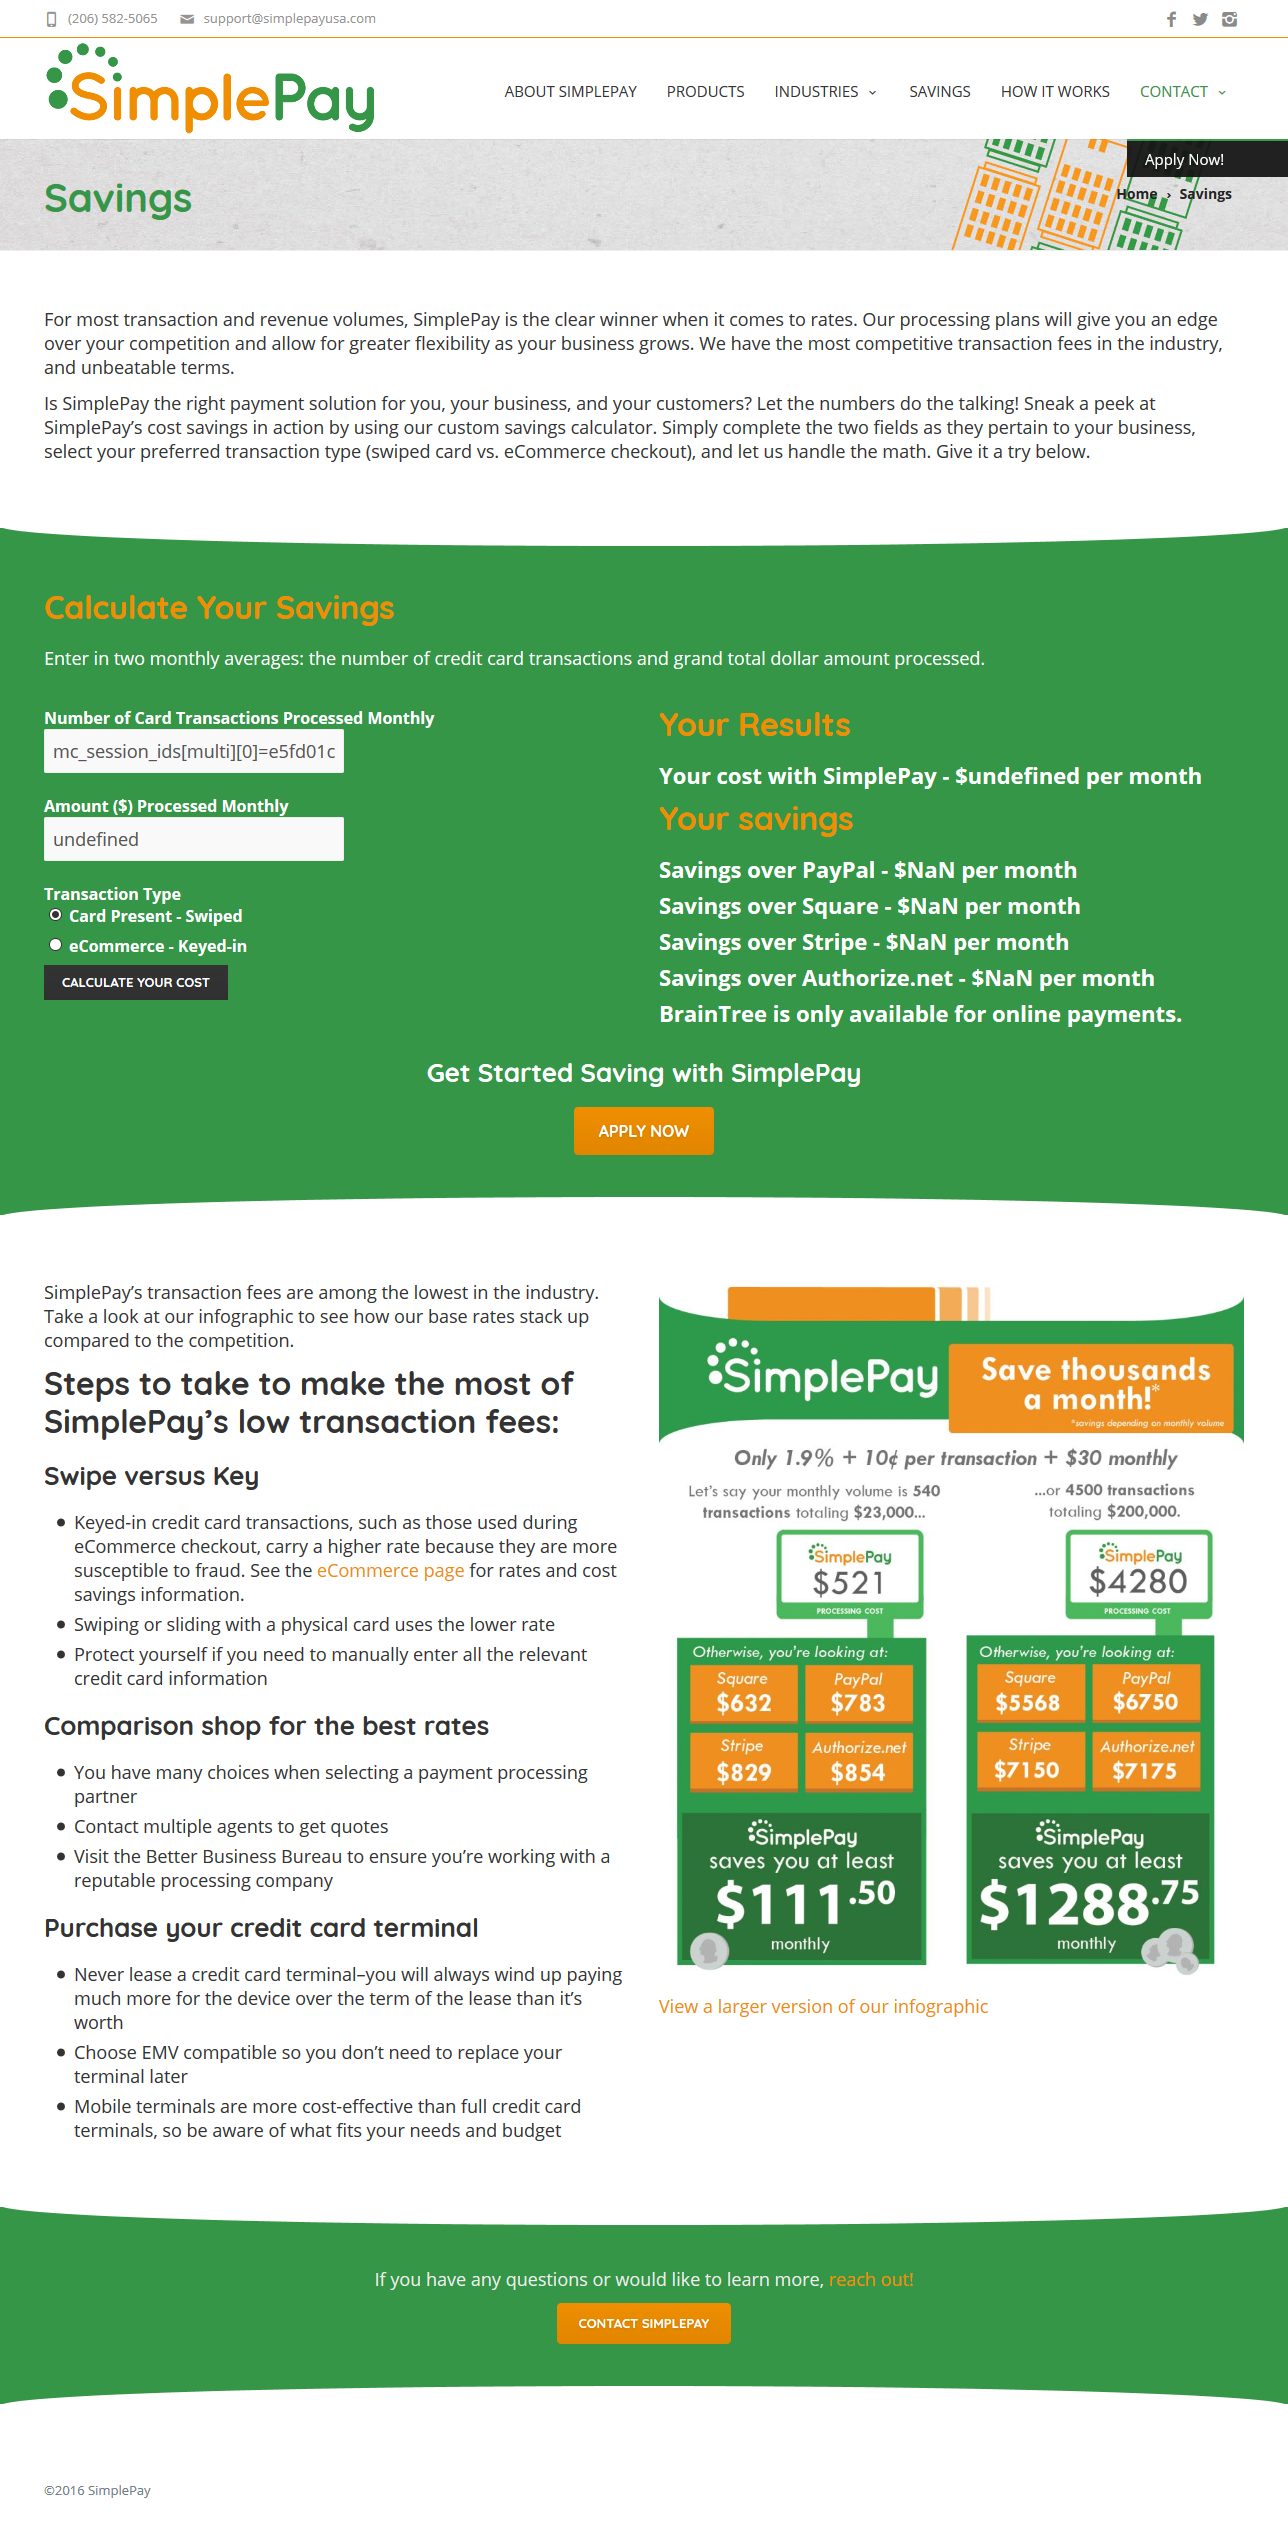 (206) 582-5065 support@simplepayusa.com
SimplePay
ABOUT SIMPLEPAY PRODUCTS INDUSTRIES SAVINGS HOW IT WORKS CONTACT
Apply Now!
Savings
Home › Savings
For most transaction and revenue volumes, SimplePay is the clear winner when it comes to rates. Our processing plans will give you an edge
over your competition and allow for greater flexibility as your business grows. We have the most competitive transaction fees in the industry,
and unbeatable terms.
Is SimplePay the right payment solution for you, your business, and your customers? Let the numbers do the talking! Sneak a peek at
SimplePay’s cost savings in action by using our custom savings calculator. Simply complete the two fields as they pertain to your business,
select your preferred transaction type (swiped card vs. eCommerce checkout), and let us handle the math. Give it a try below.
Calculate Your Savings
Enter in two monthly averages: the number of credit card transactions and grand total dollar amount processed.
Number of Card Transactions Processed Monthly
mc_session_ids[multi][0]=e5fd01c
Amount ($) Processed Monthly
undefined
Transaction Type
Card Present - Swiped
eCommerce - Keyed-in
CALCULATE YOUR COST
Your Results
Your cost with SimplePay - $undefined per month
Your savings
Savings over PayPal - $NaN per month
Savings over Square - $NaN per month
Savings over Stripe - $NaN per month
Savings over Authorize.net - $NaN per month
BrainTree is only available for online payments.
Get Started Saving with SimplePay
APPLY NOW
SimplePay’s transaction fees are among the lowest in the industry.
Take a look at our infographic to see how our base rates stack up
compared to the competition.
Steps to take to make the most of
SimplePay’s low transaction fees:
Swipe versus Key
• Keyed-in credit card transactions, such as those used during
eCommerce checkout, carry a higher rate because they are more
susceptible to fraud. See the eCommerce page for rates and cost
savings information.
• Swiping or sliding with a physical card uses the lower rate
• Protect yourself if you need to manually enter all the relevant
credit card information
Comparison shop for the best rates
• You have many choices when selecting a payment processing
partner
• Contact multiple agents to get quotes
• Visit the Better Business Bureau to ensure you’re working with a
reputable processing company
Purchase your credit card terminal
• Never lease a credit card terminal–you will always wind up paying
much more for the device over the term of the lease than it’s
worth
• Choose EMV compatible so you don’t need to replace your
terminal later
• Mobile terminals are more cost-effective than full credit card
terminals, so be aware of what fits your needs and budget
SimplePay
Save thousands
a month!*
*savings depending on monthly volume
Only 1.9% + 10¢ per transaction + $30 monthly
Let's say your monthly volume is 540
transactions totaling $23,000...
SimplePay
$521
PROCESSING COST
Otherwise, you're looking at:
Square PayPal
$632 $783
Stripe Authorize.net
$829 $854
SimplePay
saves you at least
$111.50
monthly
...or 4500 transactions
totaling $200,000.
SimplePay
$4280
PROCESSING COST
Otherwise, you're looking at:
Square PayPal
$5568 $6750
Stripe Authorize.net
$7150 $7175
SimplePay
saves you at least
$1288.75
monthly
View a larger version of our infographic
If you have any questions or would like to learn more, reach out!
CONTACT SIMPLEPAY
©2016 SimplePay